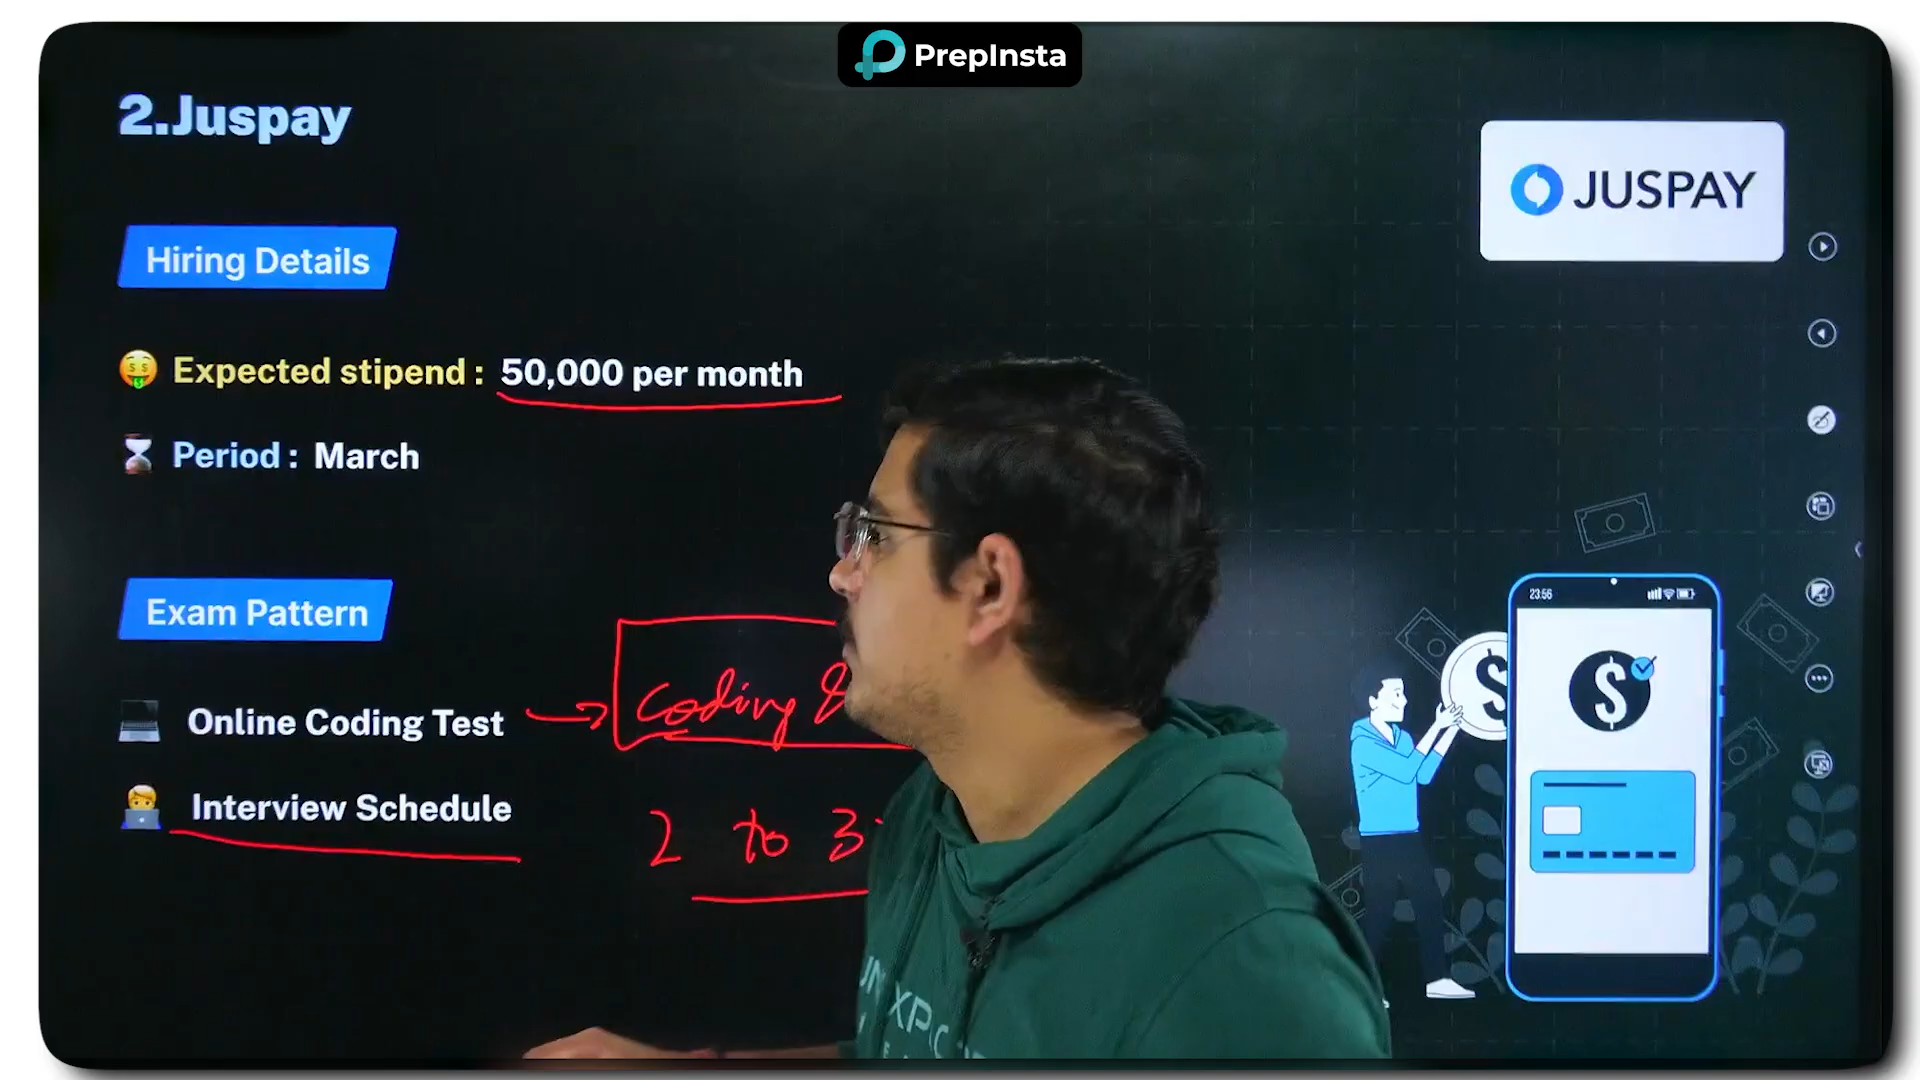 PrepInsta
2.Juspay
JUSPAY
Hiring Details
Expected stipend : 50,000 per month
Period : March
Exam Pattern
Online Coding Test
coding &
Interview Schedule
2 to 3
23:56